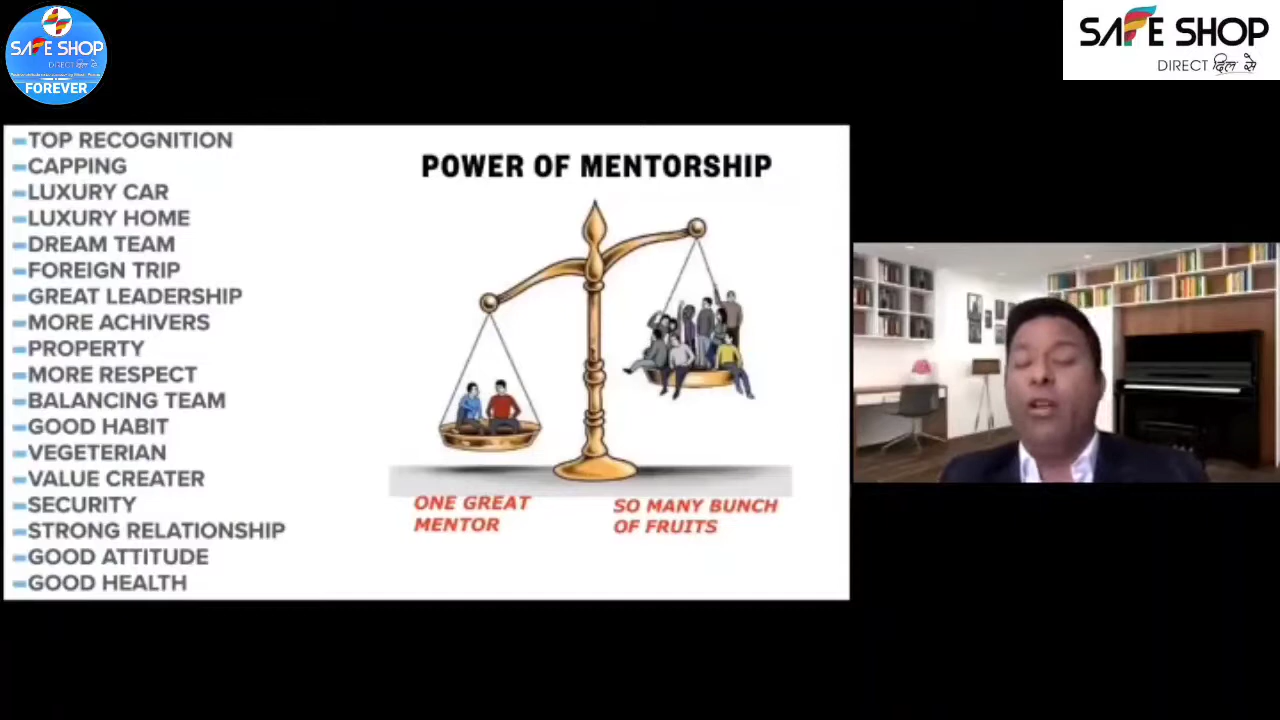 SAFE SHOP
DIRECT दिल से
FOREVER
SAFE SHOP
DIRECT दिल से
TOP RECOGNITION
CAPPING
LUXURY CAR
LUXURY HOME
DREAM TEAM
FOREIGN TRIP
GREAT LEADERSHIP
MORE ACHIVERS
PROPERTY
MORE RESPECT
BALANCING TEAM
GOOD HABIT
VEGETERIAN
VALUE CREATER
SECURITY
STRONG RELATIONSHIP
GOOD ATTITUDE
GOOD HEALTH
POWER OF MENTORSHIP
ONE GREAT
MENTOR
SO MANY BUNCH
OF FRUITS